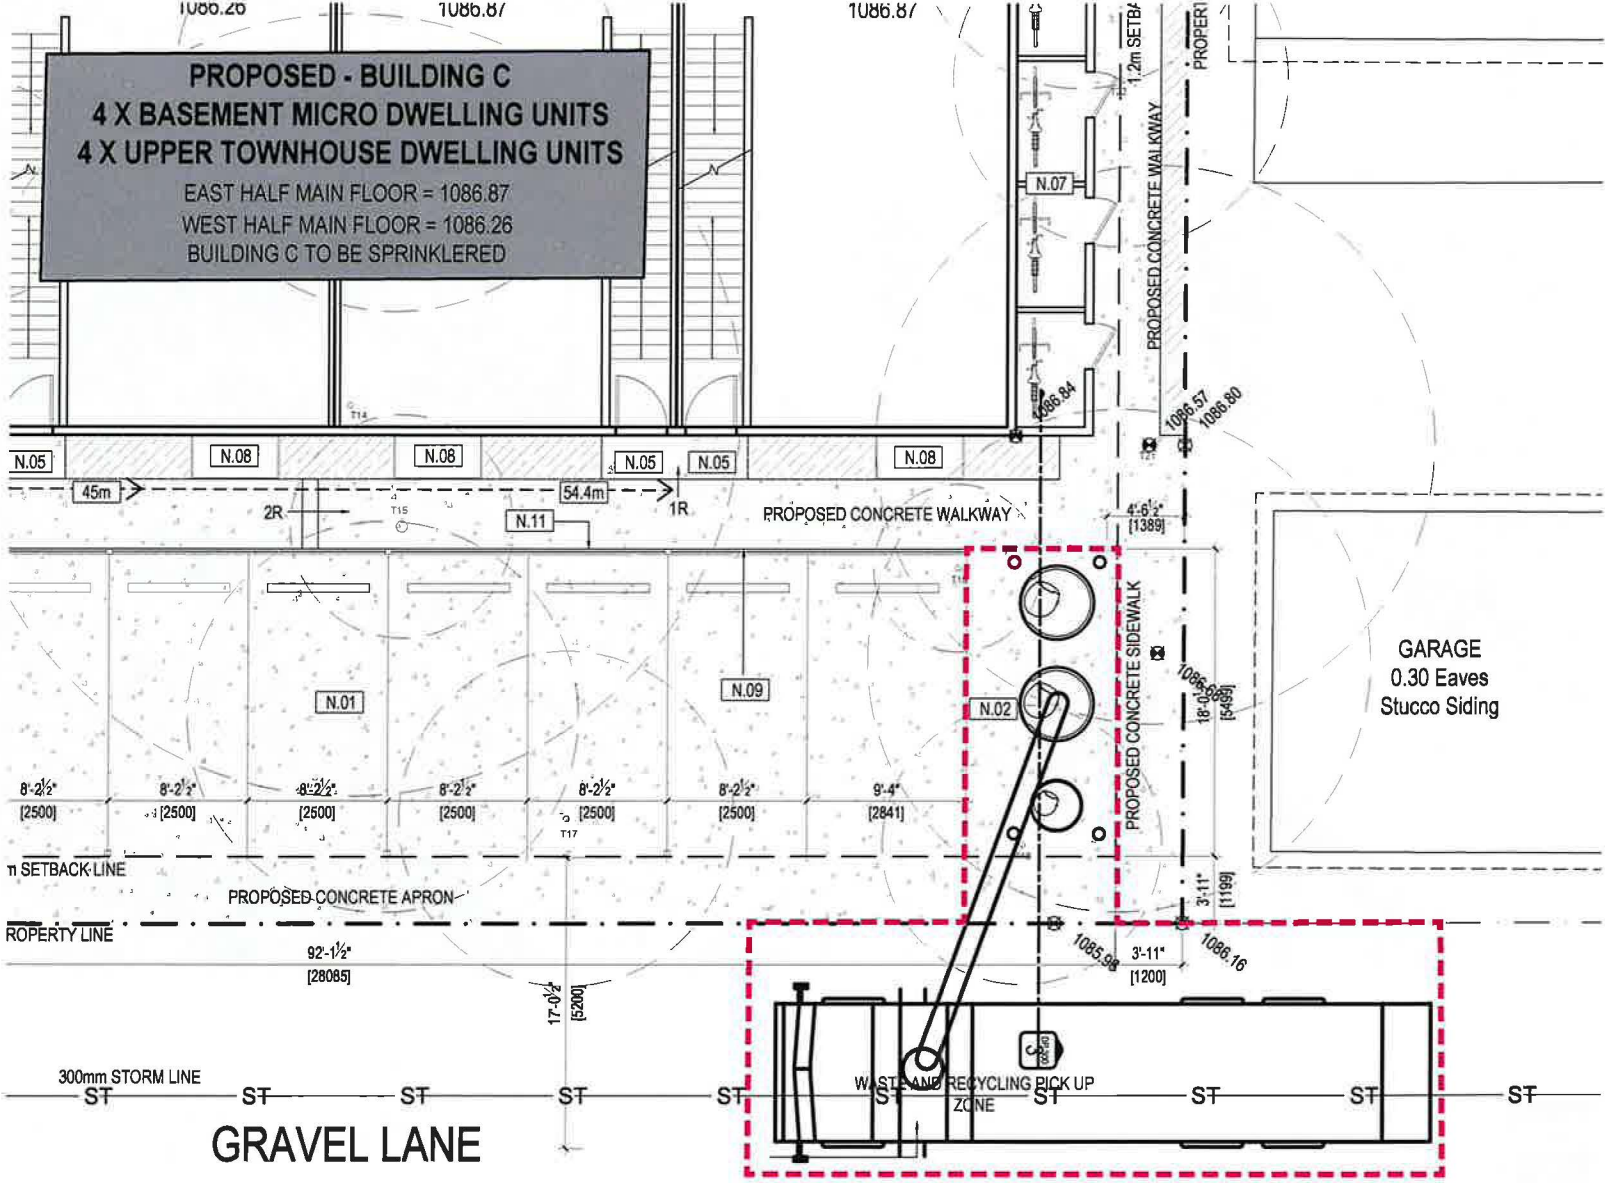 1086.26
1086.87
1086.87
PROPOSED - BUILDING C
4 X BASEMENT MICRO DWELLING UNITS
4 X UPPER TOWNHOUSE DWELLING UNITS
EAST HALF MAIN FLOOR = 1086.87
WEST HALF MAIN FLOOR = 1086.26
BUILDING C TO BE SPRINKLERED
N
N
1.2m SETBA
PROPERT
N.07
PROPOSED CONCRETE WALKWAY
1086.84
1086.57
1086.80
T14
T21
N.05
N.08
N.08
N.05
N.05
N.08
45m
54.4m
2R
T15
N.11
1R
PROPOSED CONCRETE WALKWAY
4'-6½"
[1389]
N.01
N.09
N.02
PROPOSED CONCRETE SIDEWALK
[5499]
GARAGE
0.30 Eaves
Stucco Siding
8'-2½"
[2500]
8'-2½"
[2500]
8'-2½"
[2500]
8'-2½"
[2500]
8'-2½"
[2500]
8'-2½"
[2500]
9'-4"
[2841]
T17
SETBACK LINE
PROPOSED CONCRETE APRON
3'-11"
[1199]
ROPERTY LINE
92'-1½"
[28085]
1085.98
3'-11"
[1200]
1086.16
17'-0½"
[5200]
3
300mm STORM LINE
WASTE AND RECYCLING PICK UP
ZONE
ST ST ST ST ST ST ST ST ST ST
GRAVEL LANE